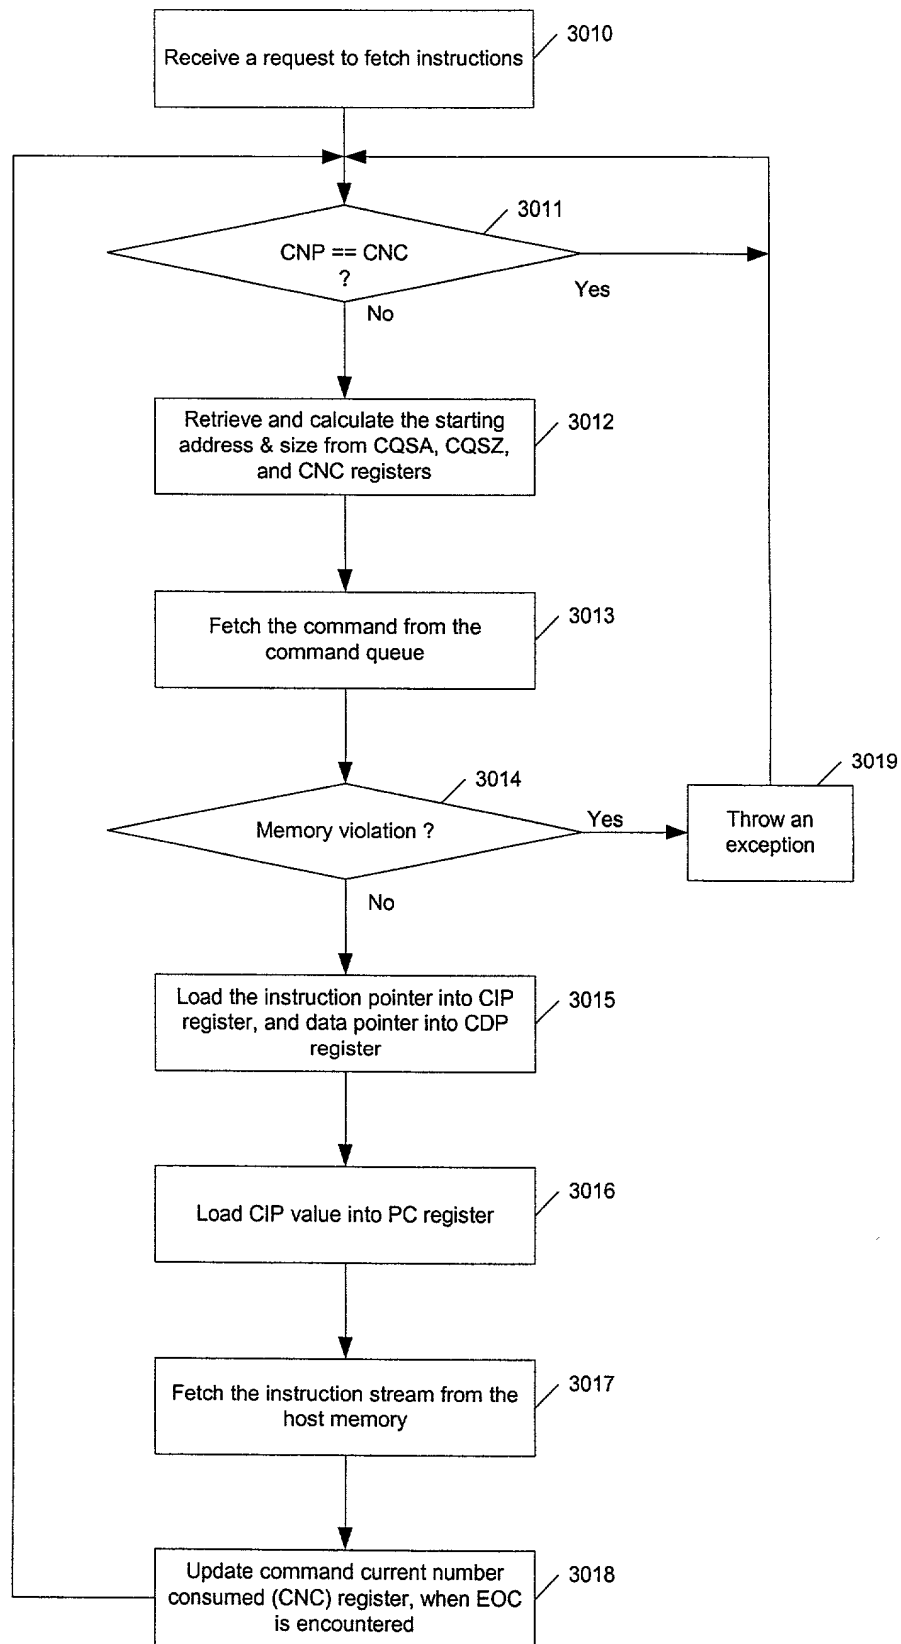 Receive a request to fetch instructions
3010
3011
CNP == CNC
?
Yes
No
Retrieve and calculate the starting
address & size from CQSA, CQSZ,
and CNC registers
3012
Fetch the command from the
command queue
3013
3014
Memory violation ?
Yes
No
3019
Throw an
exception
Load the instruction pointer into CIP
register, and data pointer into CDP
register
3015
Load CIP value into PC register
3016
Fetch the instruction stream from the
host memory
3017
Update command current number
consumed (CNC) register, when EOC
is encountered
3018